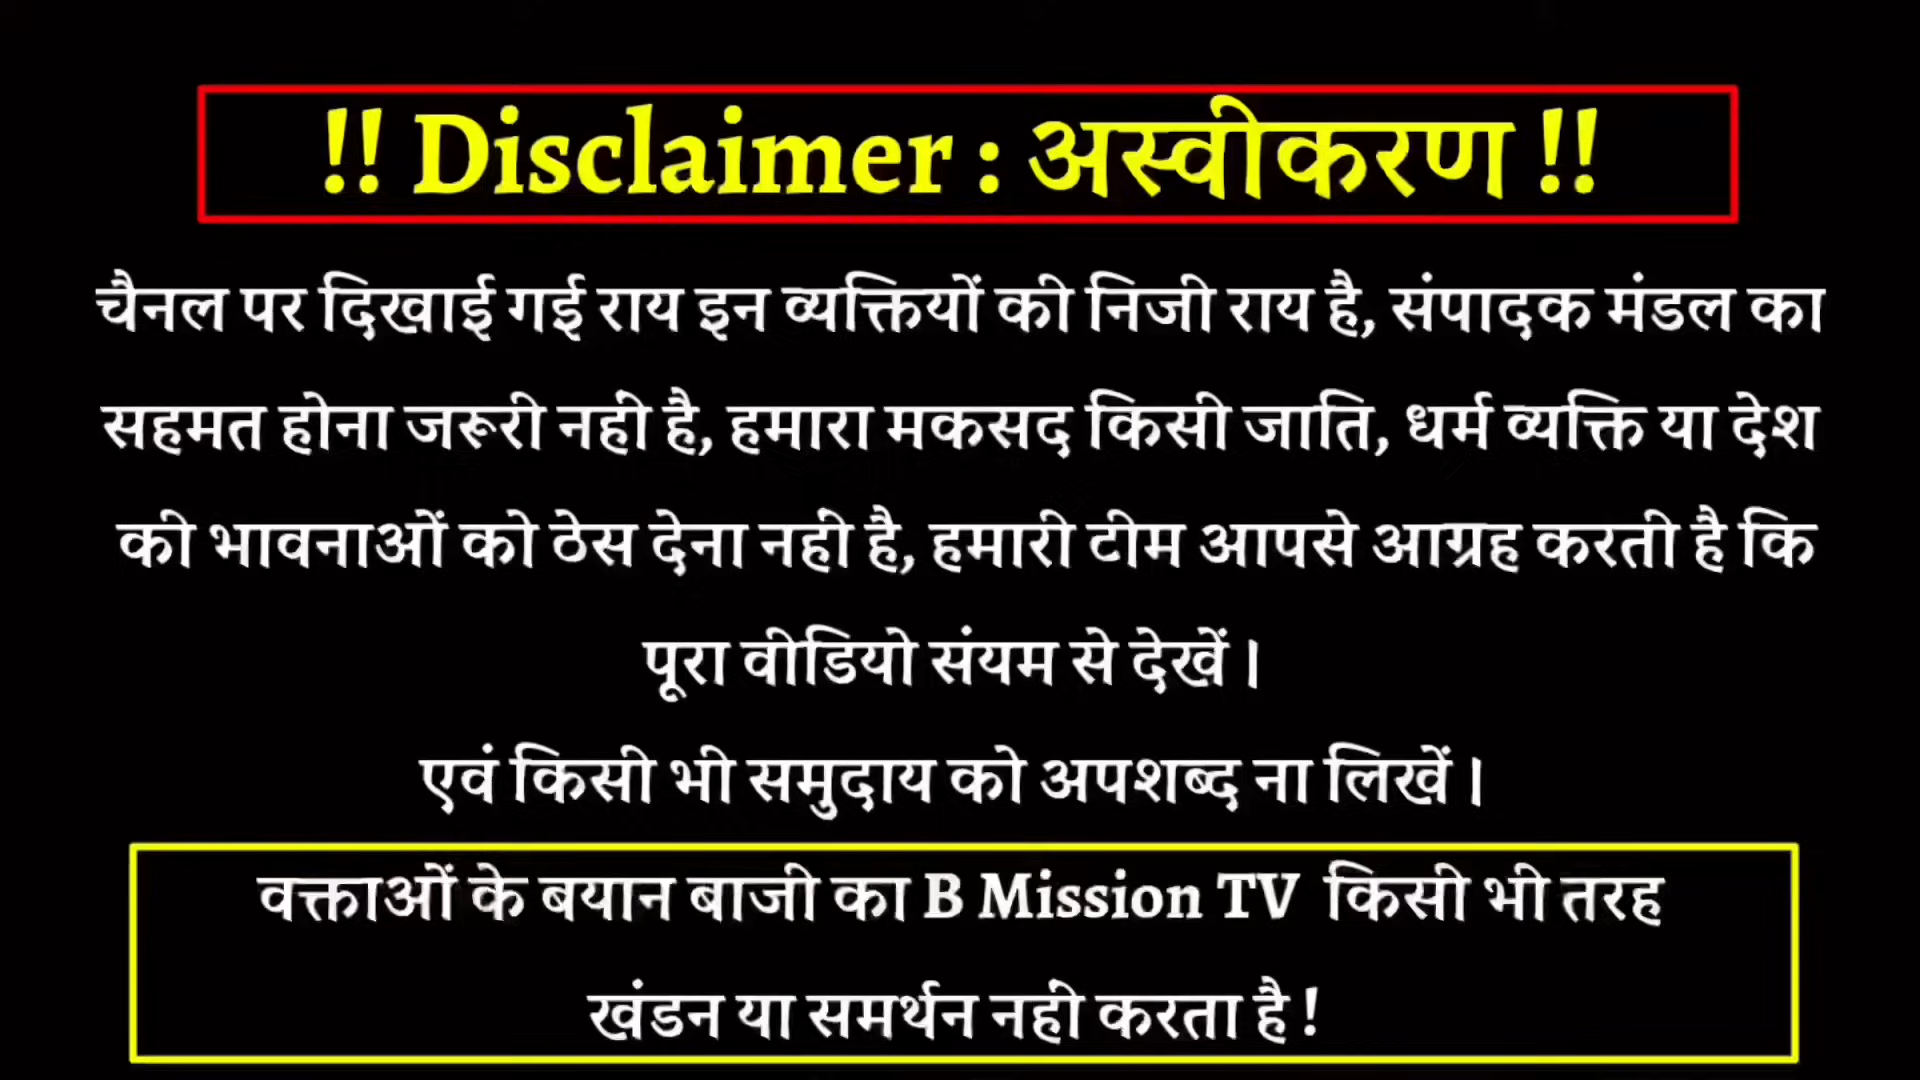 !! Disclaimer : अस्वीकरण !!
चैनल पर दिखाई गई राय इन व्यक्तियों की निजी राय है, संपादक मंडल का
सहमत होना जरूरी नही है, हमारा मकसद किसी जाति, धर्म व्यक्ति या देश
की भावनाओं को ठेस देना नही है, हमारी टीम आपसे आग्रह करती है कि
पूरा वीडियो संयम से देखें ।
एवं किसी भी समुदाय को अपशब्द ना लिखें ।
वक्ताओं के बयान बाजी का B Mission TV किसी भी तरह
खंडन या समर्थन नही करता है !